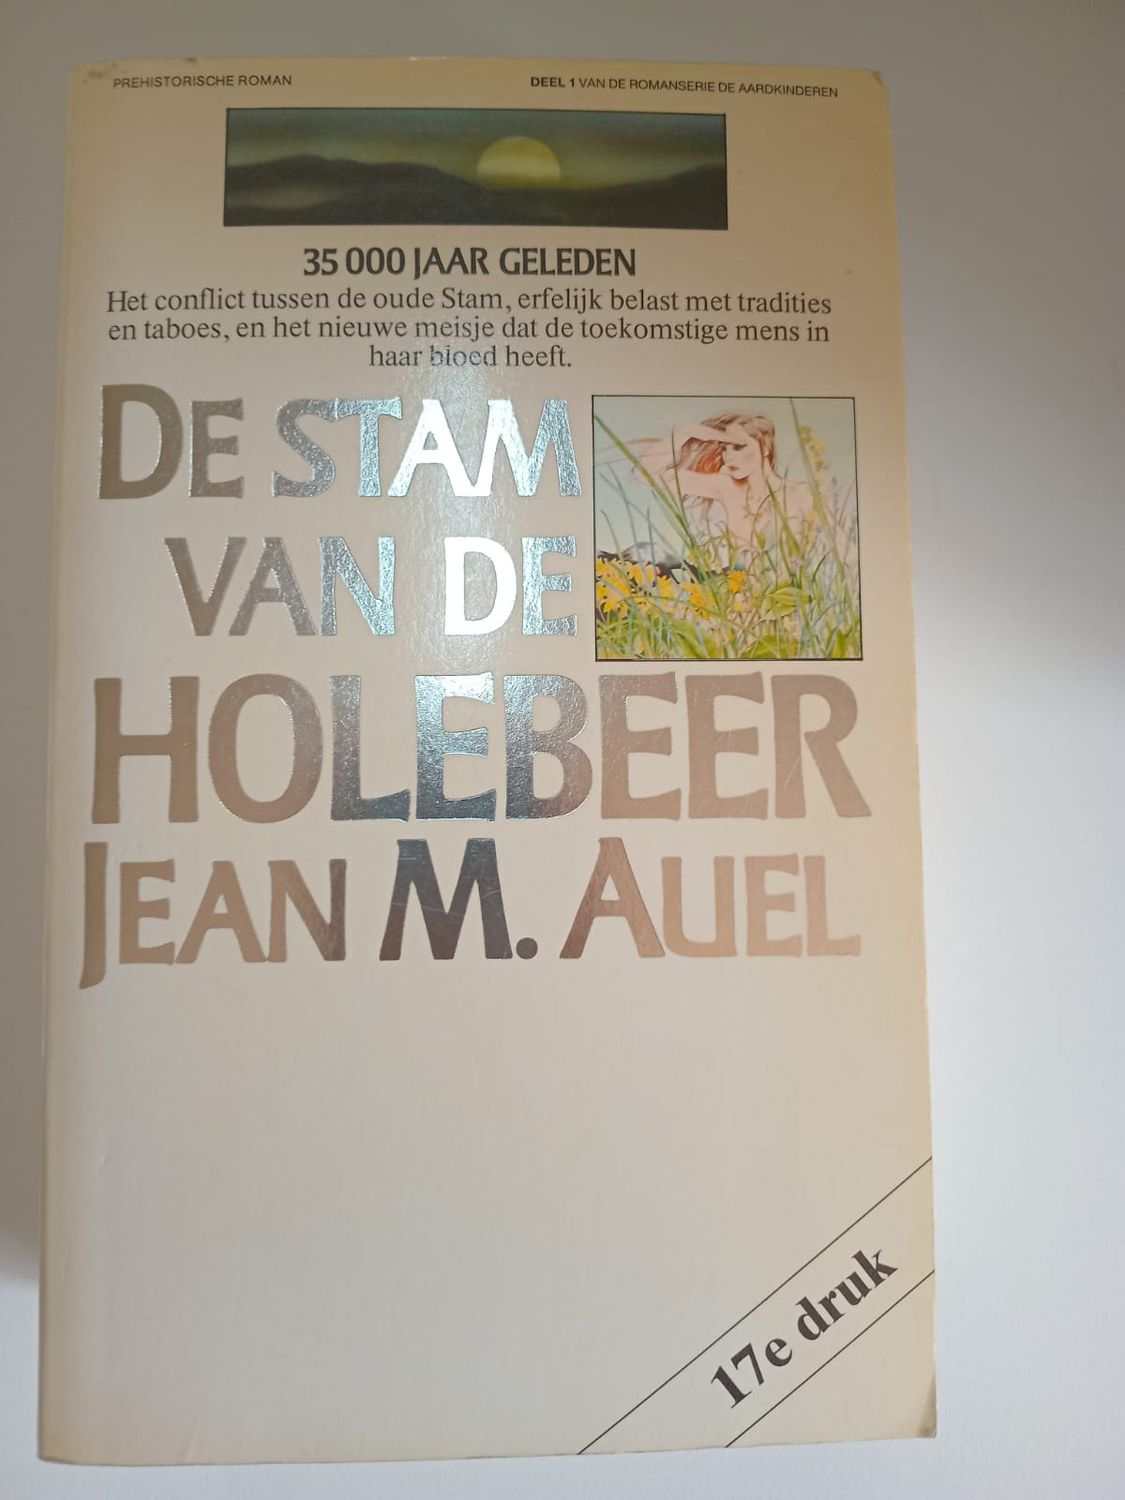 PREHISTORISCHE ROMAN
DEEL 1 VAN DE ROMANSERIE DE AARDKINDEREN
35 000 JAAR GELEDEN
Het conflict tussen de oude Stam, erfelijk belast met tradities
en taboes, en het nieuwe meisje dat de toekomstige mens in
haar bloed heeft.
DE STAM
VAN DE
HOLEBEER
JEAN M. AUEL
17e druk